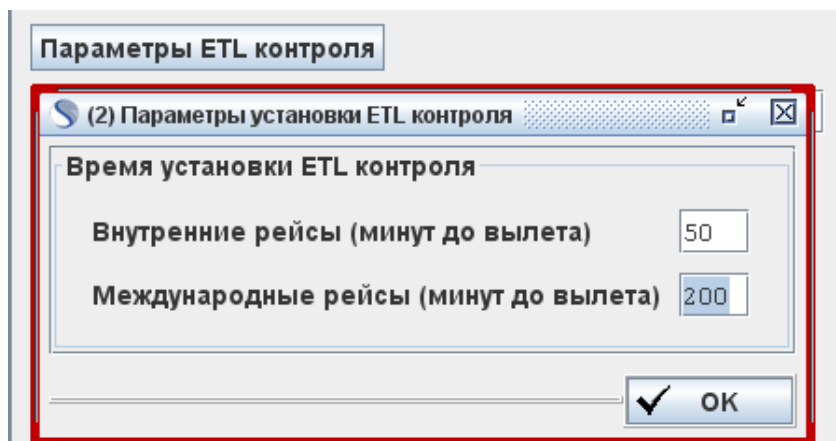 Параметры ETL контроля
(2) Параметры установки ETL контроля
Время установки ETL контроля
Внутренние рейсы (минут до вылета) 50
Международные рейсы (минут до вылета) 200
OK